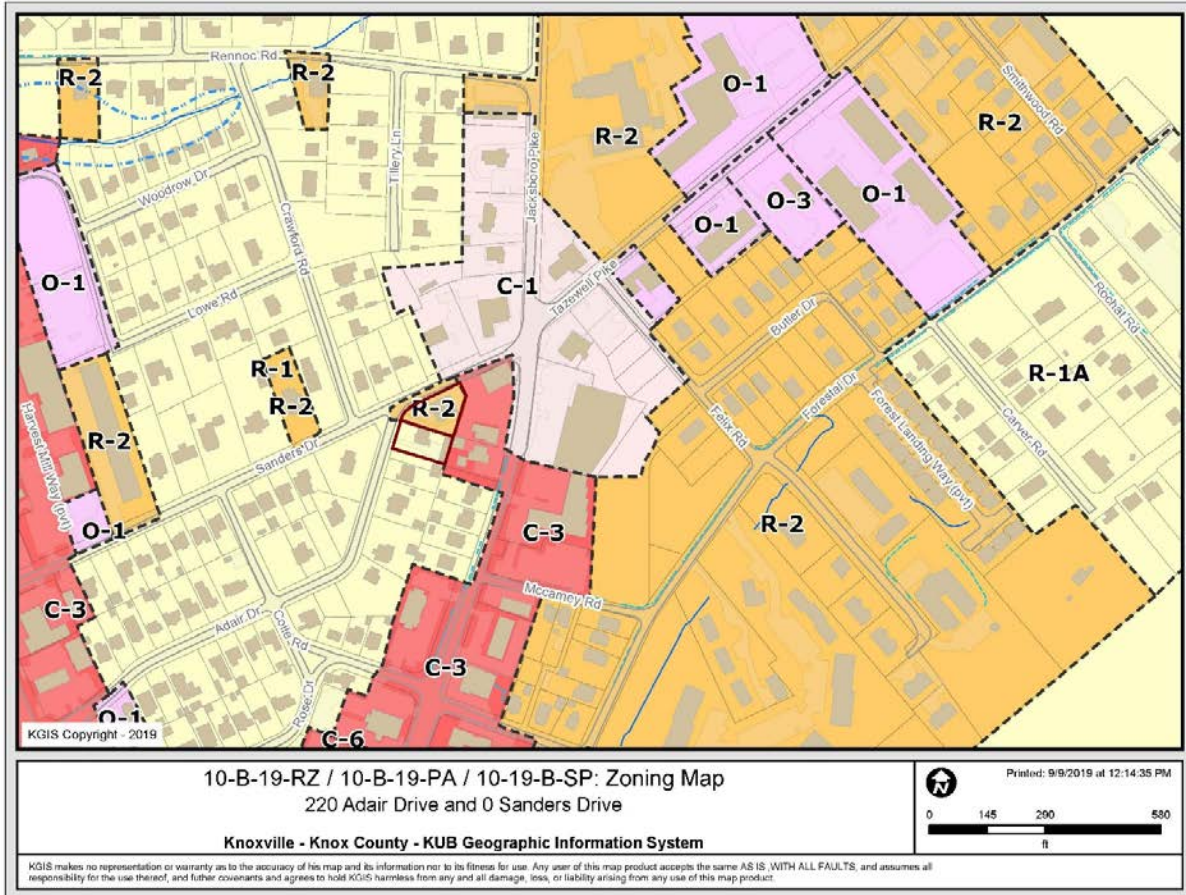 R-2
Rennoc Rd
R-2
O-1
Smithwood Rd
R-2
R-2
Tillery Ln
Jacksboro Pike
Woodrow Dr
Crawford Rd
O-1
O-3
O-1
O-1
C-1
Tazewell Pike
Lowe Rd
Butler Dr
Rochat Rd
R-1
R-2
R-2
R-1A
Forestal Dr
Felix Rd
Forest Landing Way (pvt)
Carver Rd
Harvest Mill Way (pvt)
R-2
Sanders Dr
O-1
R-2
C-3
C-3
Mccamey Rd
Adair Dr
Coile Rd
C-3
Rose Dr
O-1
C-6
KGIS Copyright - 2019
10-B-19-RZ / 10-B-19-PA / 10-19-B-SP: Zoning Map
220 Adair Drive and 0 Sanders Drive
Knoxville - Knox County - KUB Geographic Information System
N
Printed: 9/9/2019 at 12:14:35 PM
0 145 290 580
ft
KGIS makes no representation or warranty as to the accuracy of his map and its information nor to its fitness for use. Any user of this map product accepts the same AS IS ,WITH ALL FAULTS, and assumes all
responsibility for the use thereof, and futher covenants and agrees to hold KGIS harmless from any and all damage, loss, or liability arising from any use of this map product.